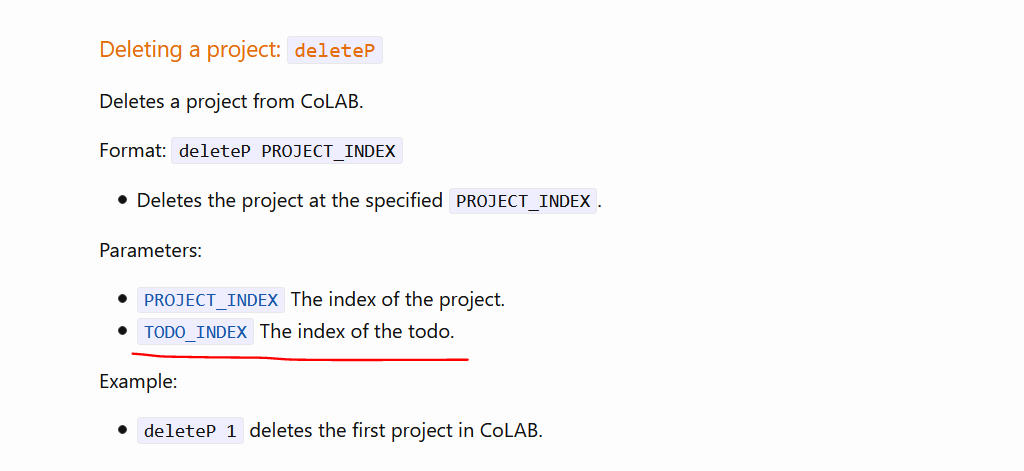 Deleting a project: deleteP
Deletes a project from CoLAB.
Format: deleteP PROJECT_INDEX
Deletes the project at the specified PROJECT_INDEX.
Parameters:
PROJECT_INDEX The index of the project.
TODO_INDEX The index of the todo.
Example:
deleteP 1 deletes the first project in CoLAB.